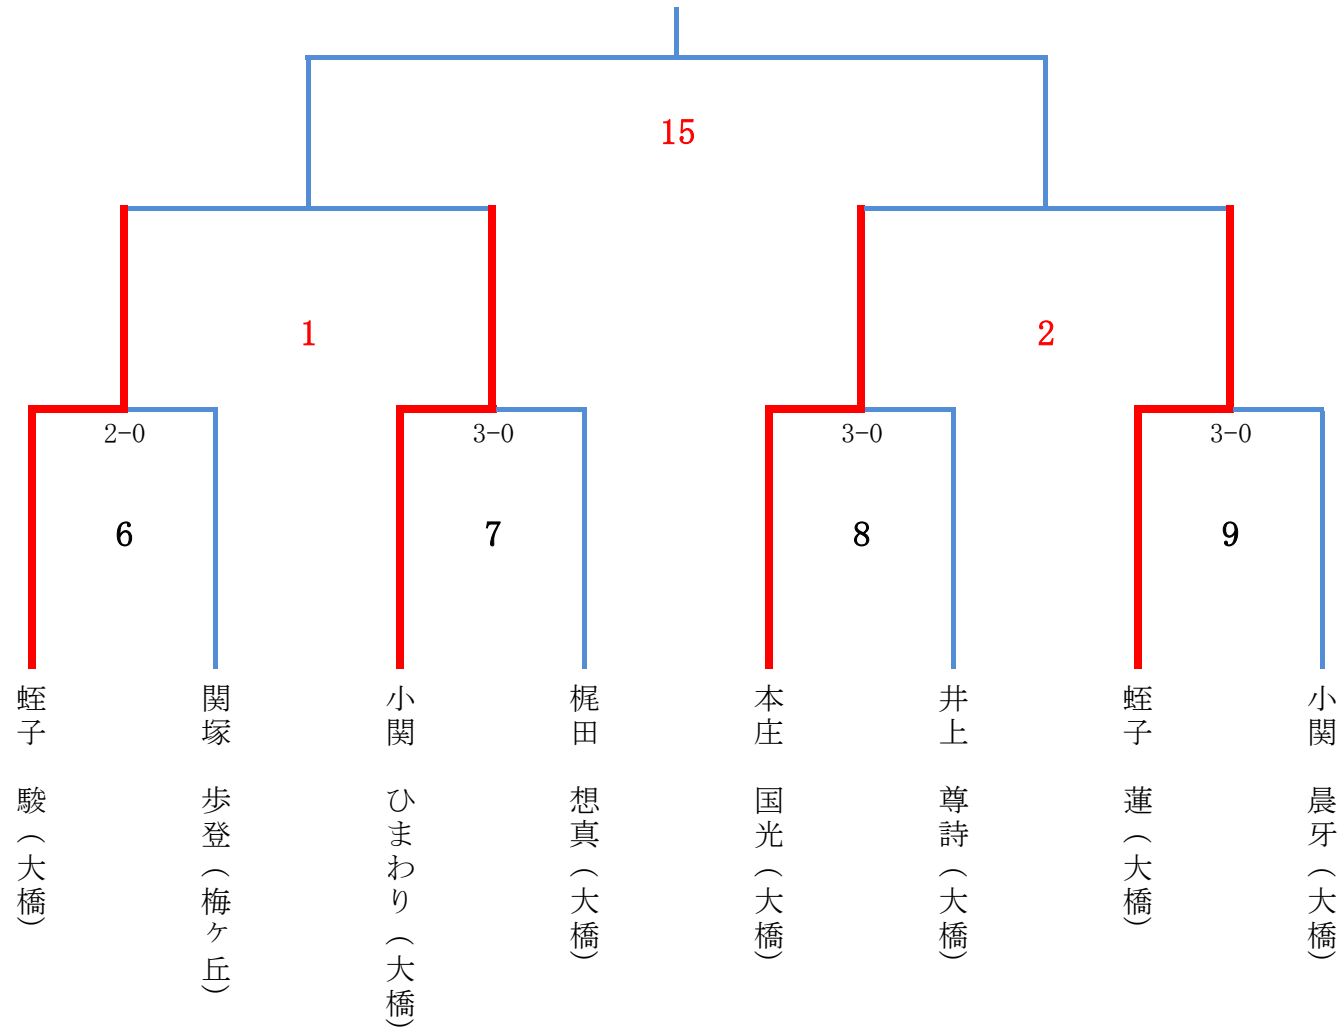 15
1
2
2-0
3-0
3-0
3-0
6
7
8
9
蛭子　駿（大橋）
関塚　歩登（梅ケ丘）
小関　ひまわり（大橋）
梶田　想真（大橋）
本庄　国光（大橋）
井上　尊詩（大橋）
蛭子　蓮（大橋）
小関　晨牙（大橋）